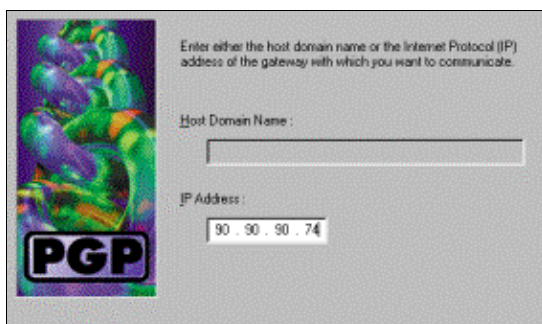 Enter either the host domain name or the Internet Protocol (IP)
address of the gateway with which you want to communicate.
Host Domain Name :
IP Address :
90 . 90 . 90 . 74
PGP